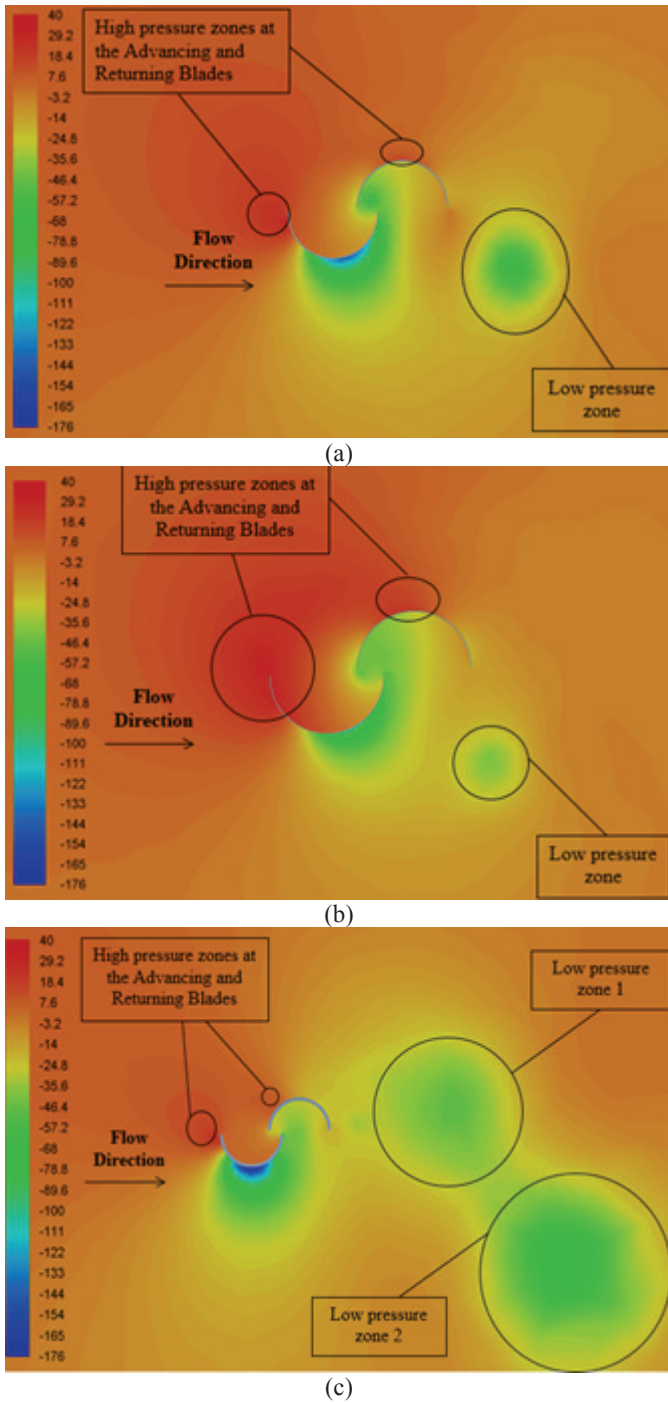 40
29.2
18.4
7.6
-3.2
-14
-24.8
-35.6
-46.4
-57.2
-68
-78.8
-89.6
-100
-111
-122
-133
-144
-154
-165
-176
High pressure zones at
the Advancing and
Returning Blades
Flow
Direction
Low pressure
zone
(a)
40
29.2
18.4
7.6
-3.2
-14
-24.8
-35.6
-46.4
-57.2
-68
-78.8
-89.6
-100
-111
-122
-133
-144
-154
-165
-176
High pressure zones at
the Advancing and
Returning Blades
Flow
Direction
Low pressure
zone
(b)
40
29.2
18.4
7.6
-3.2
-14
-24.8
-35.6
-46.4
-57.2
-68
-78.8
-89.6
-100
-111
-122
-133
-144
-154
-165
-176
High pressure zones at
the Advancing and
Returning Blades
Low pressure
zone 1
Flow
Direction
Low pressure
zone 2
(c)